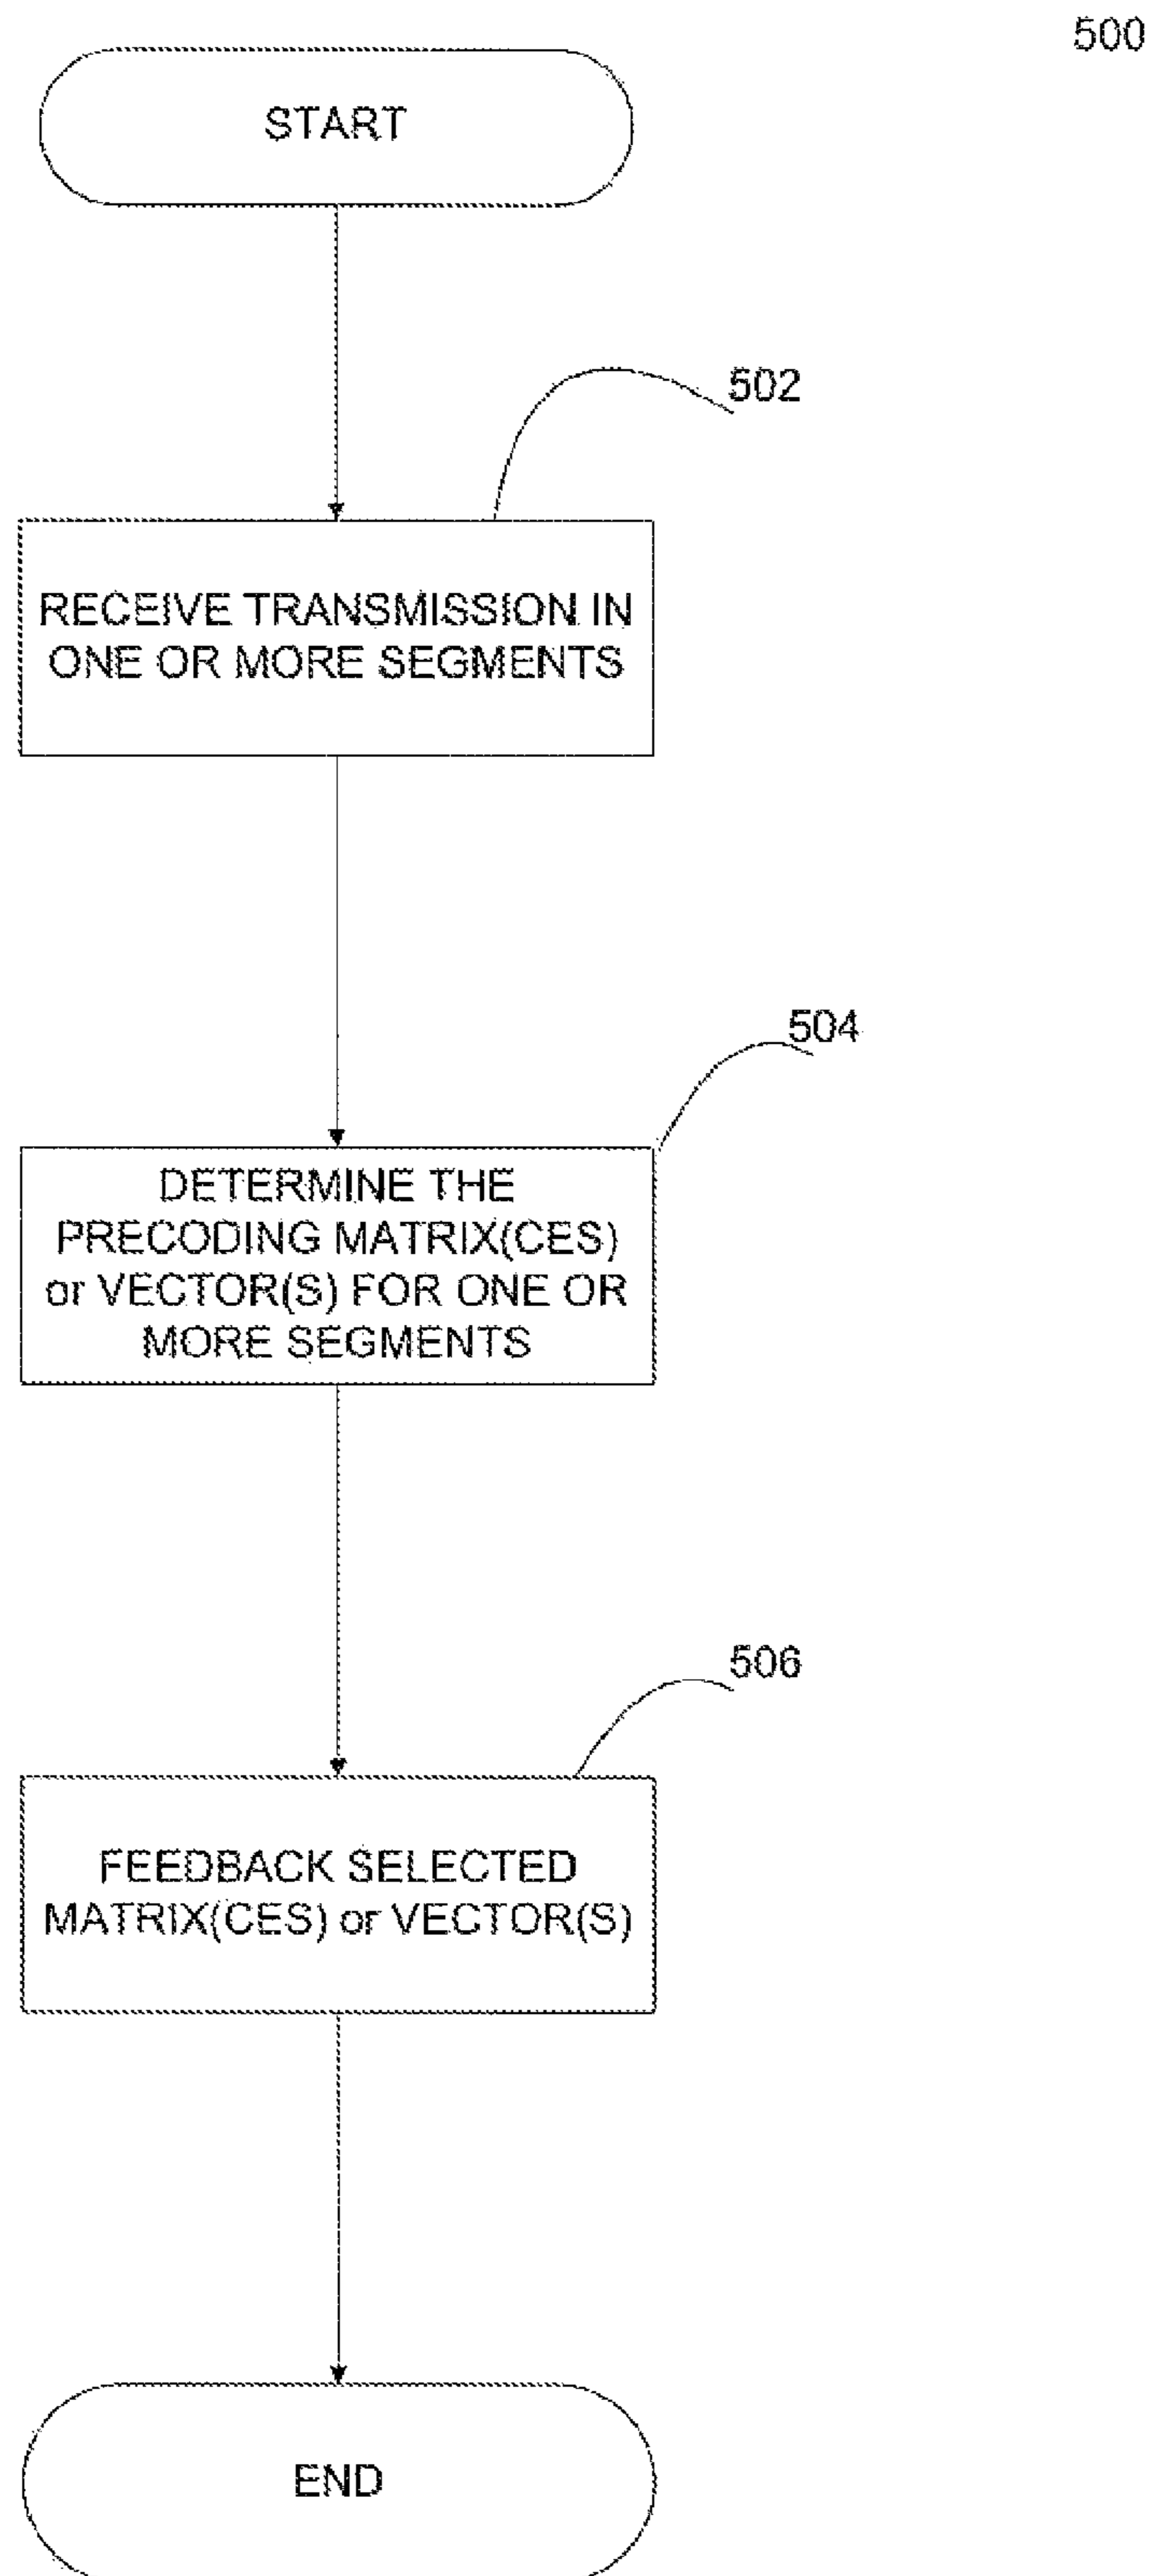 500
START
502
RECEIVE TRANSMISSION IN
ONE OR MORE SEGMENTS
504
DETERMINE THE
PRECODING MATRIX(CES)
or VECTOR(S) FOR ONE OR
MORE SEGMENTS
506
FEEDBACK SELECTED
MATRIX(CES) or VECTOR(S)
END